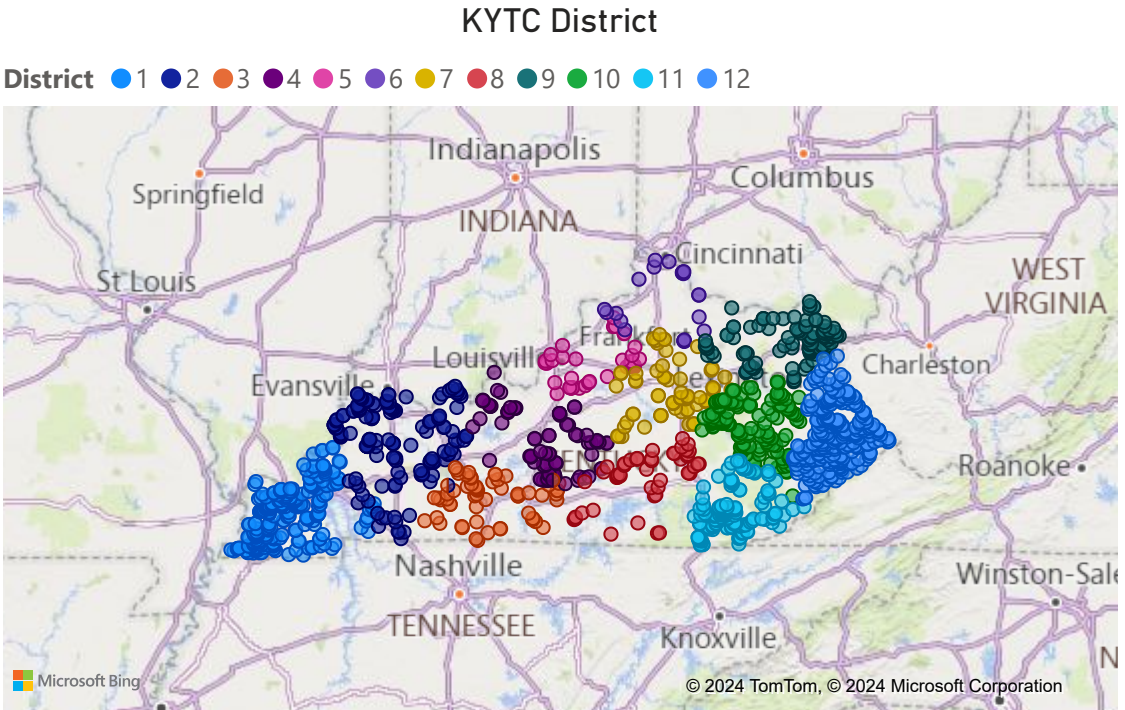 KYTC District
District 1 2 3 4 5 6 7 8 9 10 11 12
Indianapolis
Columbus
Springfield
INDIANA
Cincinnati
WEST
VIRGINIA
St Louis
Charleston
Evansville
Roanoke
Nashville
Winston-Sale
TENNESSEE
Knoxville
N
Microsoft Bing
© 2024 TomTom, © 2024 Microsoft Corporation